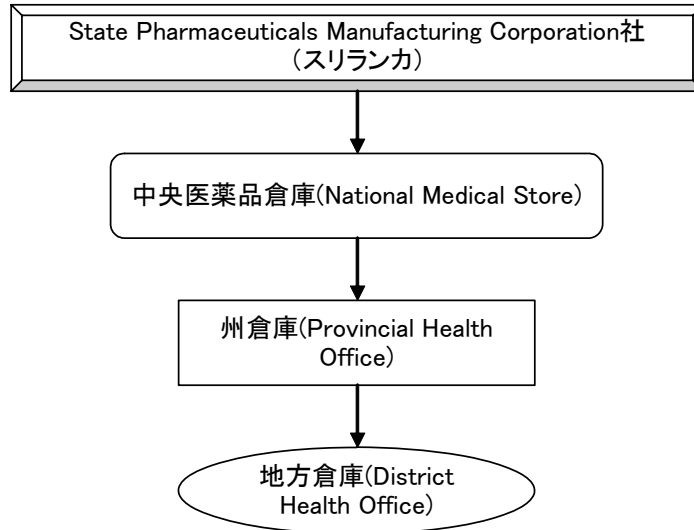 State Pharmaceuticals Manufacturing Corporation社
(スリランカ)
中央医薬品倉庫(National Medical Store)
州倉庫(Provincial Health
Office)
地方倉庫(District
Health Office)